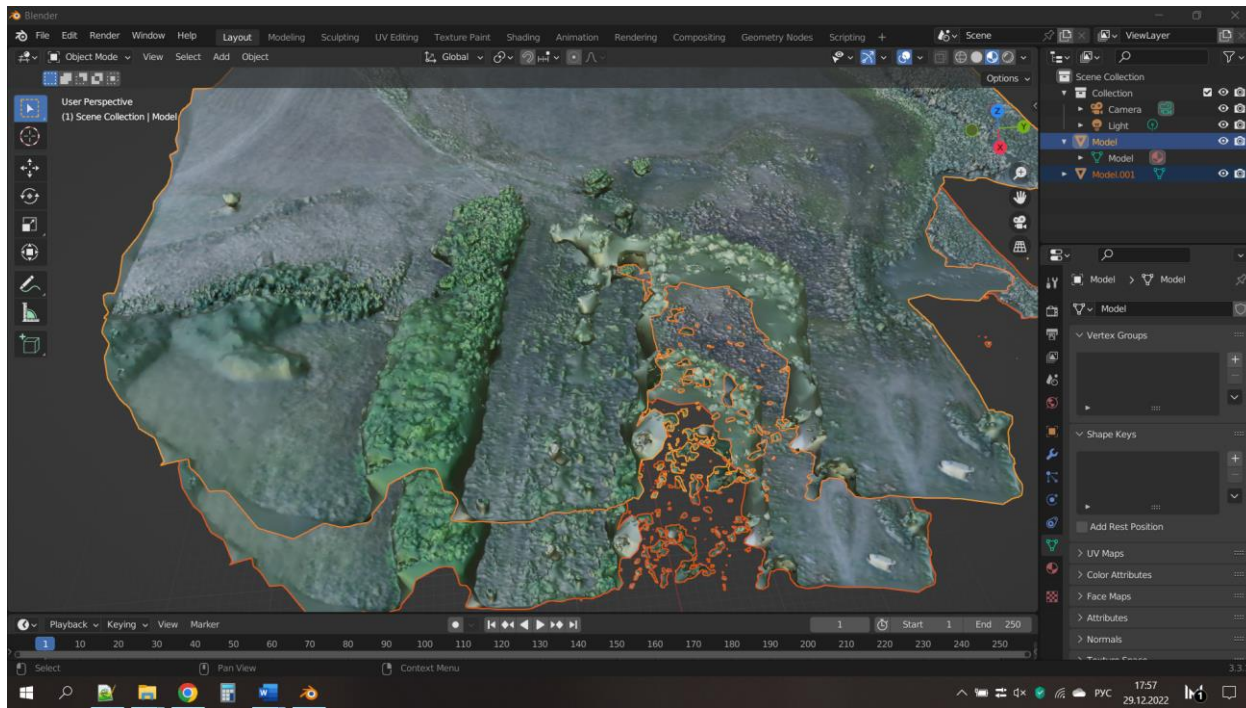 Blender
File Edit Render Window Help Layout Modeling Sculpting UV Editing Texture Paint Shading Animation Rendering Compositing Geometry Nodes Scripting + Scene ViewLayer
Object Mode View Select Add Object Global
Options
User Perspective
(1) Scene Collection | Model
Z
Y
X
Scene Collection
Collection
Camera
Light
Model
Model
Model.001
Model > Model
Model
Vertex Groups
Shape Keys
Add Rest Position
UV Maps
Color Attributes
Face Maps
Attributes
Normals
Texture Space
Playback Keying View Marker 1 Start 1 End 250
1 10 20 30 40 50 60 70 80 90 100 110 120 130 140 150 160 170 180 190 200 210 220 230 240 250
Select Pan View Context Menu 3.3.
РУС 17:57
29.12.2022